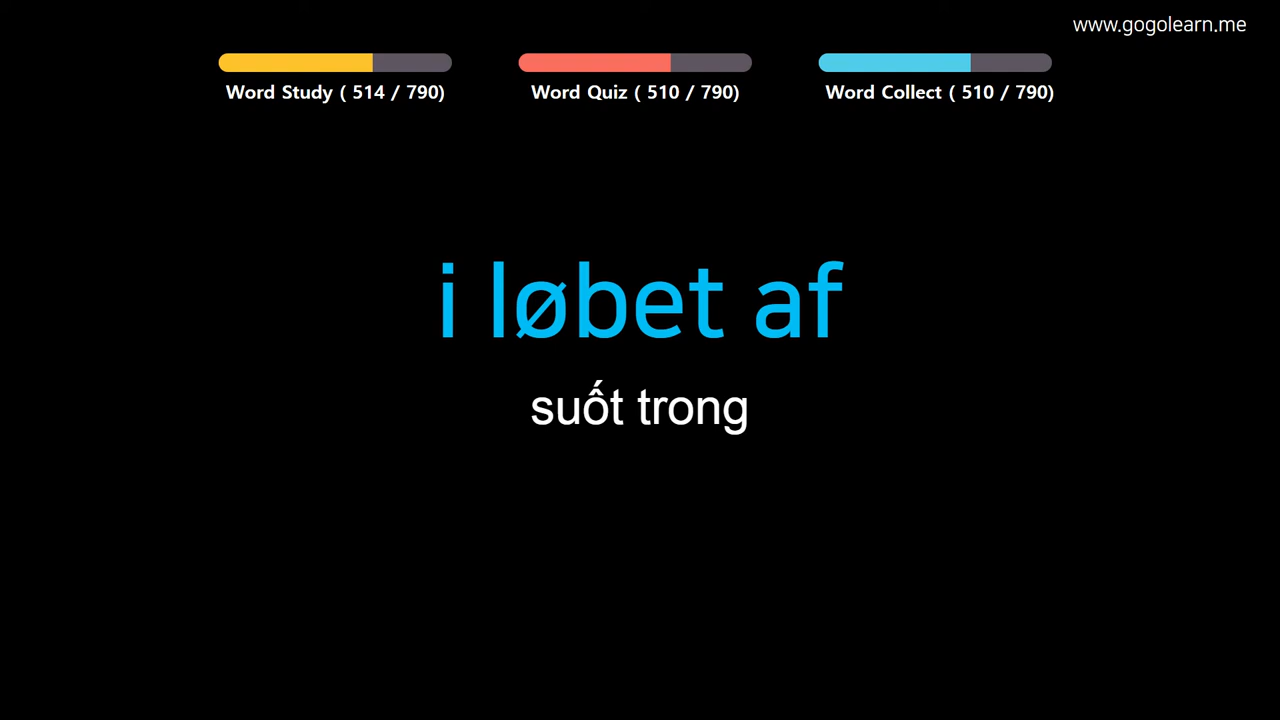 www.gogolearn.me
Word Study ( 514 / 790)
Word Quiz ( 510 / 790)
Word Collect ( 510 / 790)
i løbet af
suốt trong